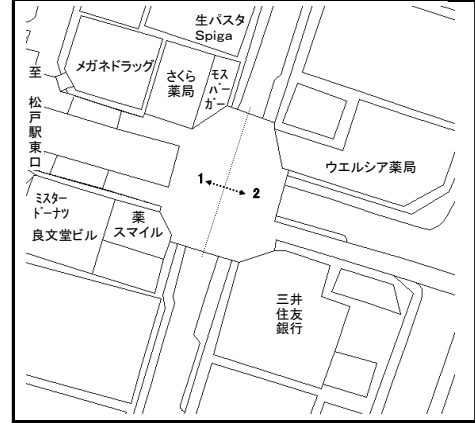 生パスタ
Spiga
メガネドラッグ
さくら
薬局
モス
バー
ガー
至
松
戸
駅
東
口
ウエルシア薬局
1
2
ミスター
ドーナツ
良文堂ビル
薬
スマイル
三井
住友
銀行